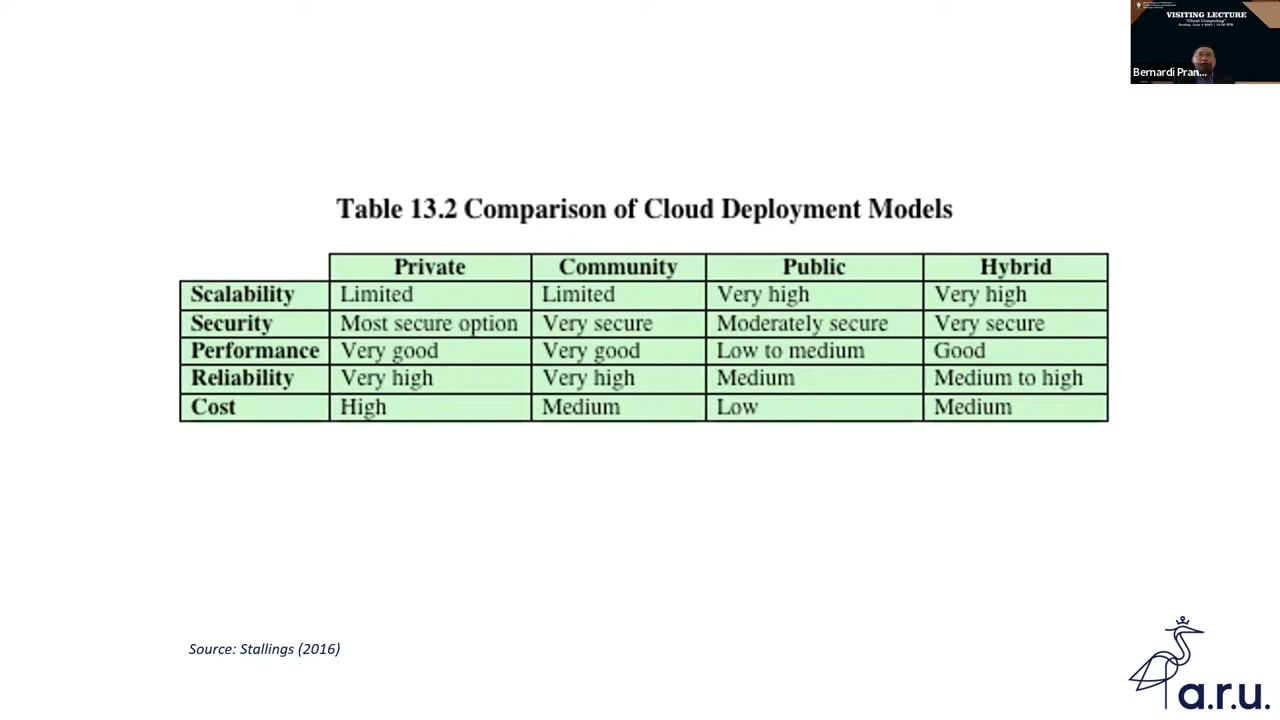 VISITING LECTURE
"Cloud Computing"
Bernardi Pran...
Table 13.2 Comparison of Cloud Deployment Models
Private Community Public Hybrid
Scalability Limited Limited Very high Very high
Security Most secure option Very secure Moderately secure Very secure
Performance Very good Very good Low to medium Good
Reliability Very high Very high Medium Medium to high
Cost High Medium Low Medium
Source: Stallings (2016)
a.r.u.